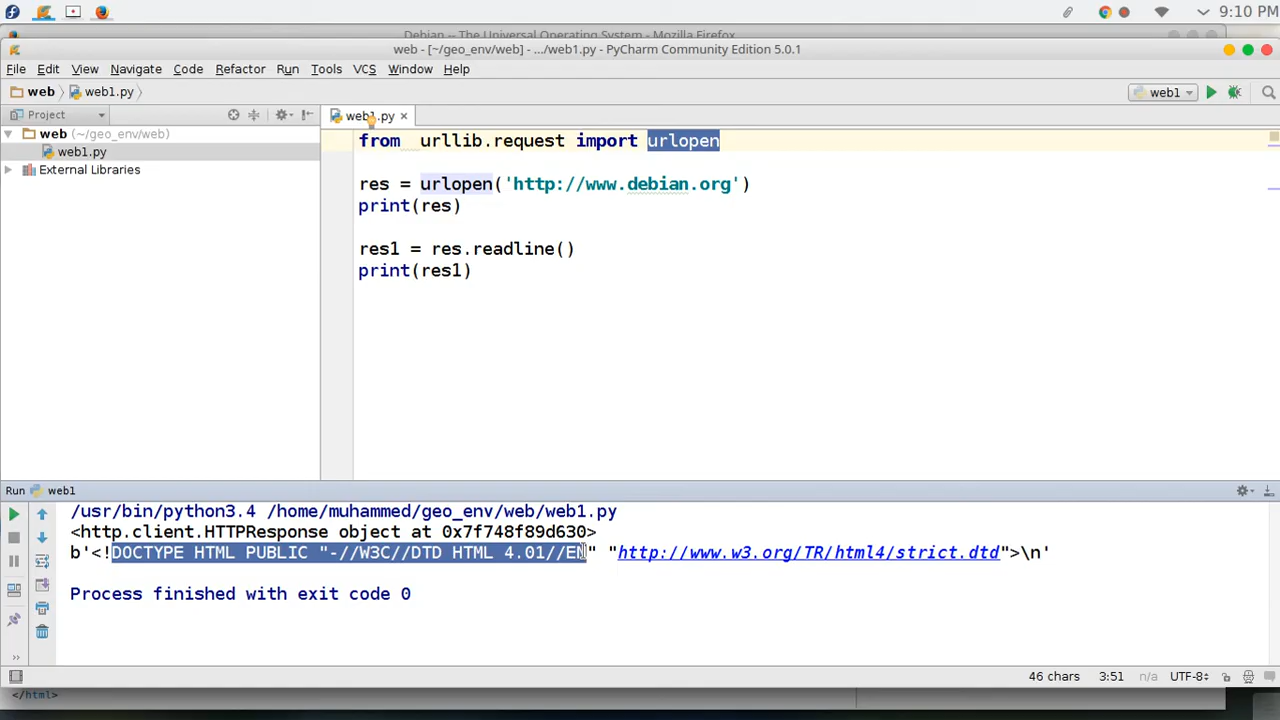 9:10 PM
Debian -- The Universal Operating System - Mozilla Firefox
web - [~/geo_env/web] - .../web1.py - PyCharm Community Edition 5.0.1
File Edit View Navigate Code Refactor Run Tools VCS Window Help
web web1.py web1
Project web1.py
web (~/geo_env/web)
web1.py
External Libraries
from urllib.request import urlopen
res = urlopen('http://www.debian.org')
print(res)
res1 = res.readline()
print(res1)
Run web1
/usr/bin/python3.4 /home/muhammed/geo_env/web/web1.py
<http.client.HTTPResponse object at 0x7f748f89d630>
b'<!DOCTYPE HTML PUBLIC "-//W3C//DTD HTML 4.01//EN" "http://www.w3.org/TR/html4/strict.dtd">\n'
Process finished with exit code 0
46 chars 3:51 n/a UTF-8
</html>